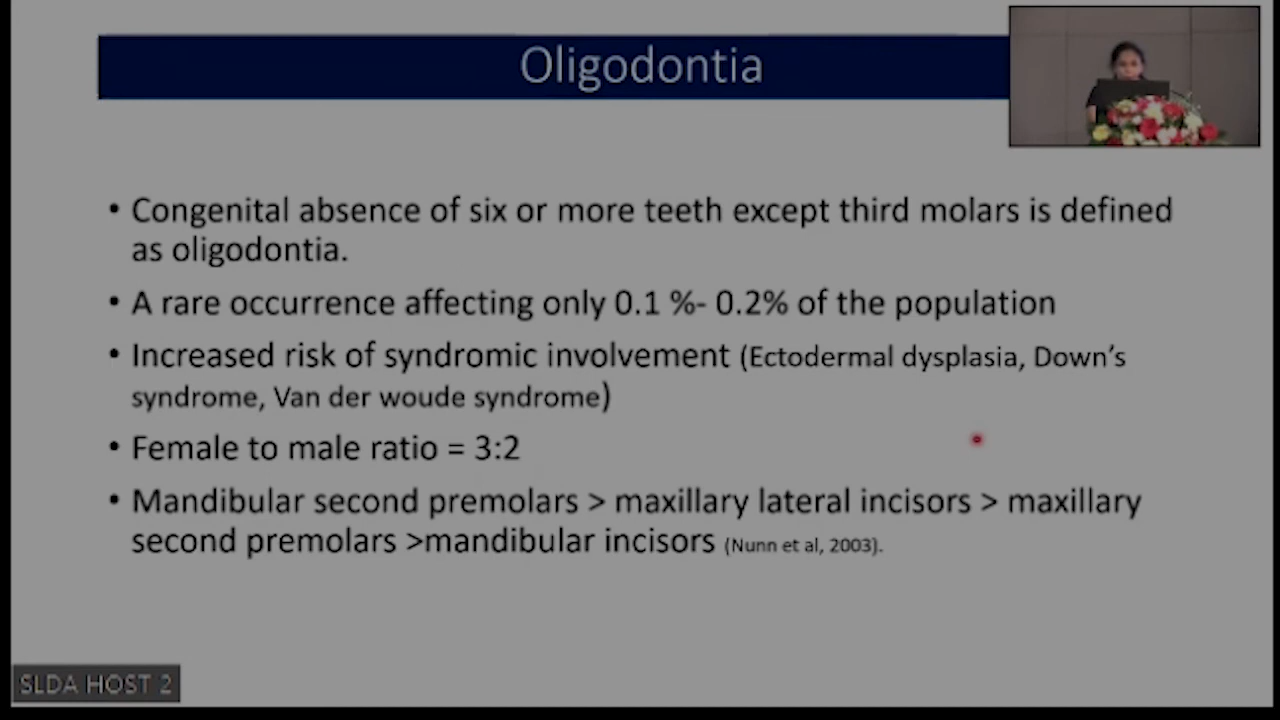 Oligodontia
• Congenital absence of six or more teeth except third molars is defined
as oligodontia.
• A rare occurrence affecting only 0.1 %- 0.2% of the population
• Increased risk of syndromic involvement (Ectodermal dysplasia, Down’s
syndrome, Van der woude syndrome)
• Female to male ratio = 3:2
• Mandibular second premolars > maxillary lateral incisors > maxillary
second premolars >mandibular incisors (Nunn et al, 2003).
SLDA HOST 2